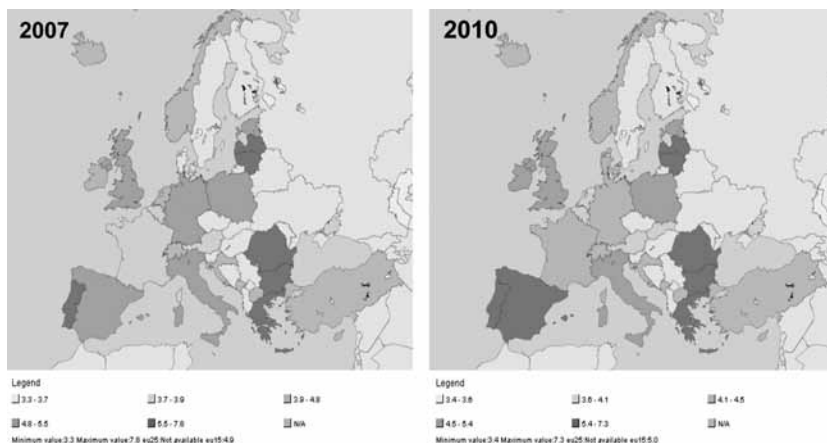 2007
2010
Legend
3.3 - 3.7
3.7 - 3.9
3.9 - 4.8
4.8 - 5.5
5.5 - 7.8
N/A
Minimum value:3.3 Maximum value:7.8 eu25:Not available eu15:4.9
Legend
3.4 - 3.6
3.6 - 4.1
4.1 - 4.5
4.5 - 5.4
5.4 - 7.3
N/A
Minimum value:3.4 Maximum value:7.3 eu25:Not available eu15:5.0